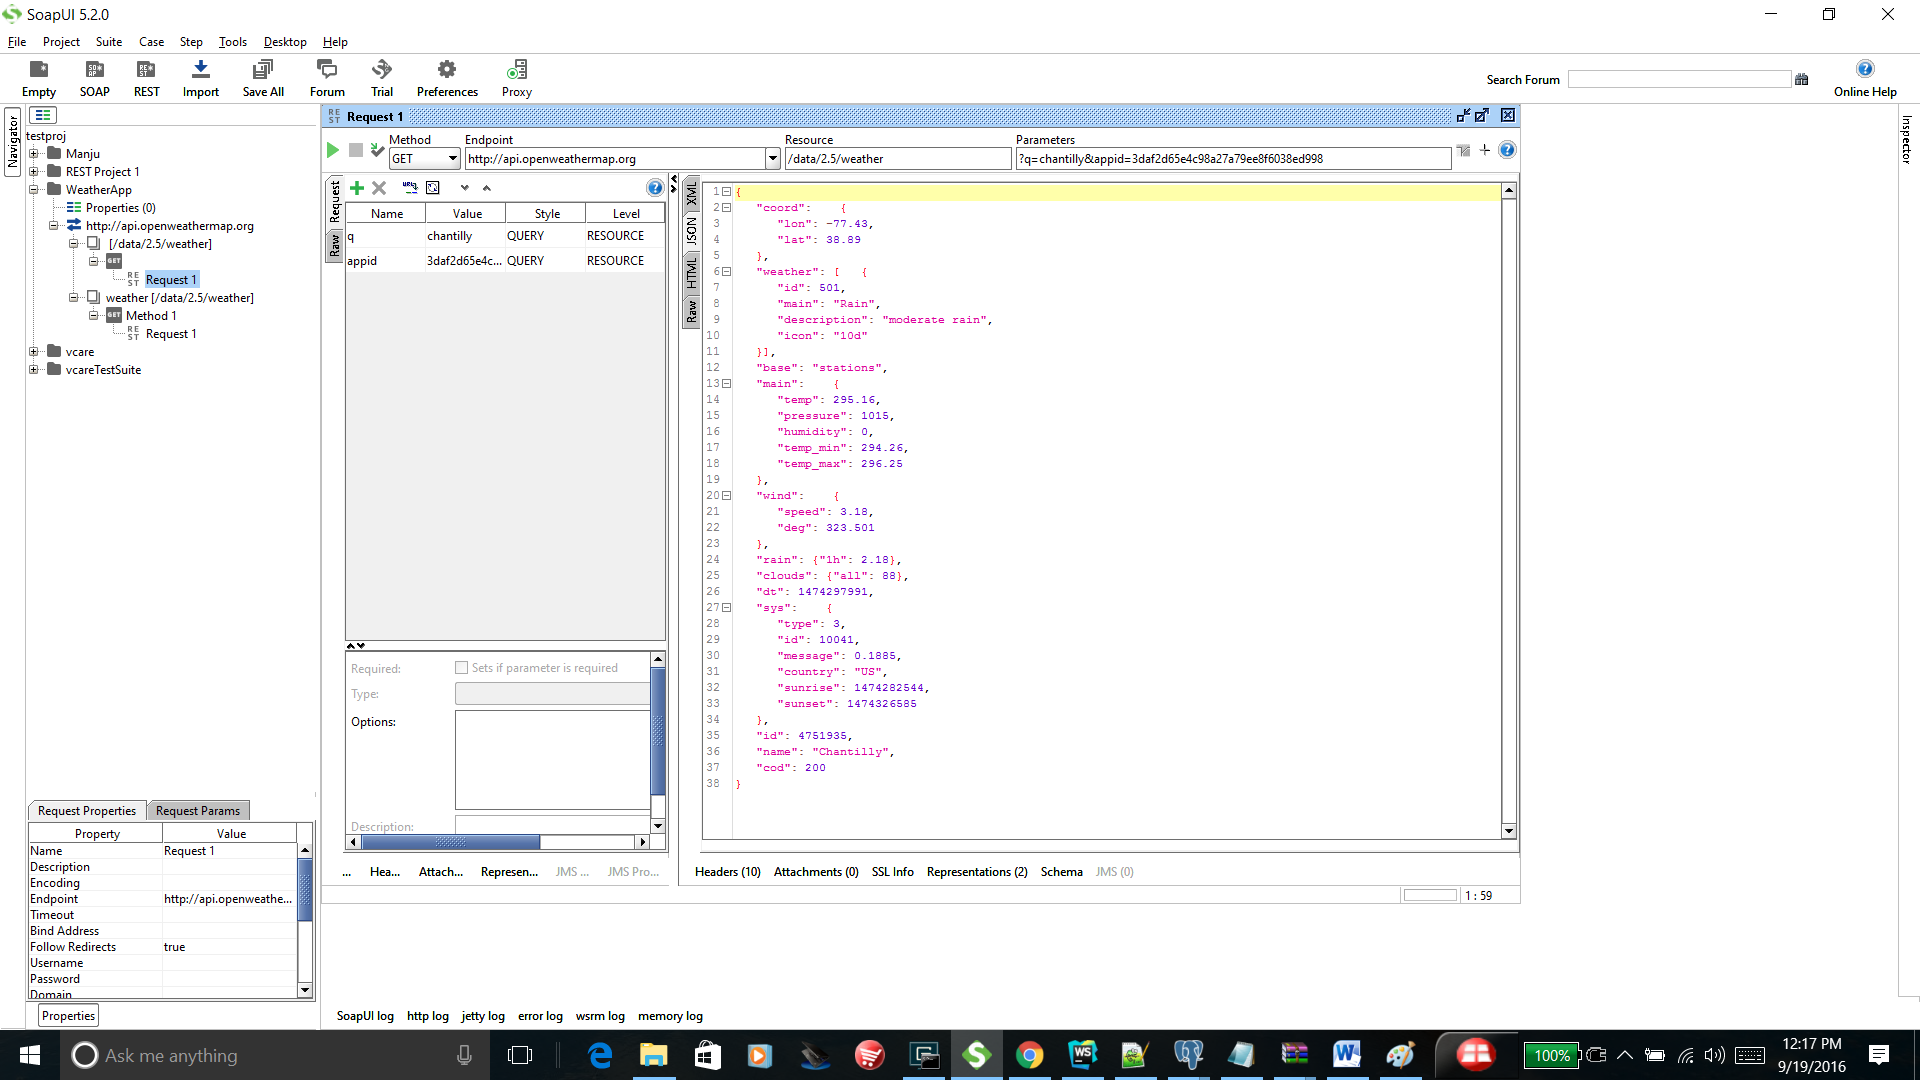 SoapUI 5.2.0
File Project Suite Case Step Tools Desktop Help
Empty SOAP REST Import Save All Forum Trial Preferences Proxy
Search Forum
Online Help
Navigator
testproj
Manju
REST Project 1
WeatherApp
Properties (0)
http://api.openweathermap.org
[/data/2.5/weather]
GET
REST Request 1
weather [/data/2.5/weather]
GET Method 1
REST Request 1
vcare
vcareTestSuite
Request Properties Request Params
Property Value
Name Request 1
Description
Encoding
Endpoint http://api.openweathe...
Timeout
Bind Address
Follow Redirects true
Username
Password
Domain
Properties
REST Request 1
Method Endpoint Resource Parameters
GET http://api.openweathermap.org /data/2.5/weather ?q=chantilly&appid=3daf2d65e4c98a27a79ee8f6038ed998
Request
Raw
Name Value Style Level
q chantilly QUERY RESOURCE
appid 3daf2d65e4c... QUERY RESOURCE
Required: Sets if parameter is required
Type:
Options:
Description:
... Hea... Attach... Represen... JMS ... JMS Pro...
XML
JSON
HTML
Raw
1 {
2 "coord": {
3 "lon": -77.43,
4 "lat": 38.89
5 },
6 "weather": [ {
7 "id": 501,
8 "main": "Rain",
9 "description": "moderate rain",
10 "icon": "10d"
11 }],
12 "base": "stations",
13 "main": {
14 "temp": 295.16,
15 "pressure": 1015,
16 "humidity": 0,
17 "temp_min": 294.26,
18 "temp_max": 296.25
19 },
20 "wind": {
21 "speed": 3.18,
22 "deg": 323.501
23 },
24 "rain": {"1h": 2.18},
25 "clouds": {"all": 88},
26 "dt": 1474297991,
27 "sys": {
28 "type": 3,
29 "id": 10041,
30 "message": 0.1885,
31 "country": "US",
32 "sunrise": 1474282544,
33 "sunset": 1474326585
34 },
35 "id": 4751935,
36 "name": "Chantilly",
37 "cod": 200
38 }
Headers (10) Attachments (0) SSL Info Representations (2) Schema JMS (0)
1 : 59
Inspector
SoapUI log http log jetty log error log wsrm log memory log
Ask me anything
WS
100%
12:17 PM
9/19/2016